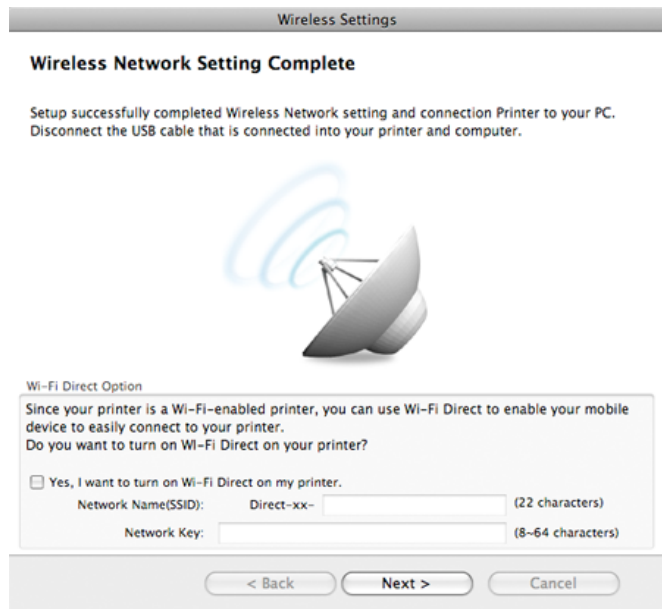 Wireless Settings
Wireless Network Setting Complete
Setup successfully completed Wireless Network setting and connection Printer to your PC.
Disconnect the USB cable that is connected into your printer and computer.
Wi-Fi Direct Option
Since your printer is a Wi-Fi-enabled printer, you can use Wi-Fi Direct to enable your mobile
device to easily connect to your printer.
Do you want to turn on WI-Fi Direct on your printer?
Yes, I want to turn on Wi-Fi Direct on my printer.
Network Name(SSID): Direct-xx- (22 characters)
Network Key: (8~64 characters)
< Back Next > Cancel